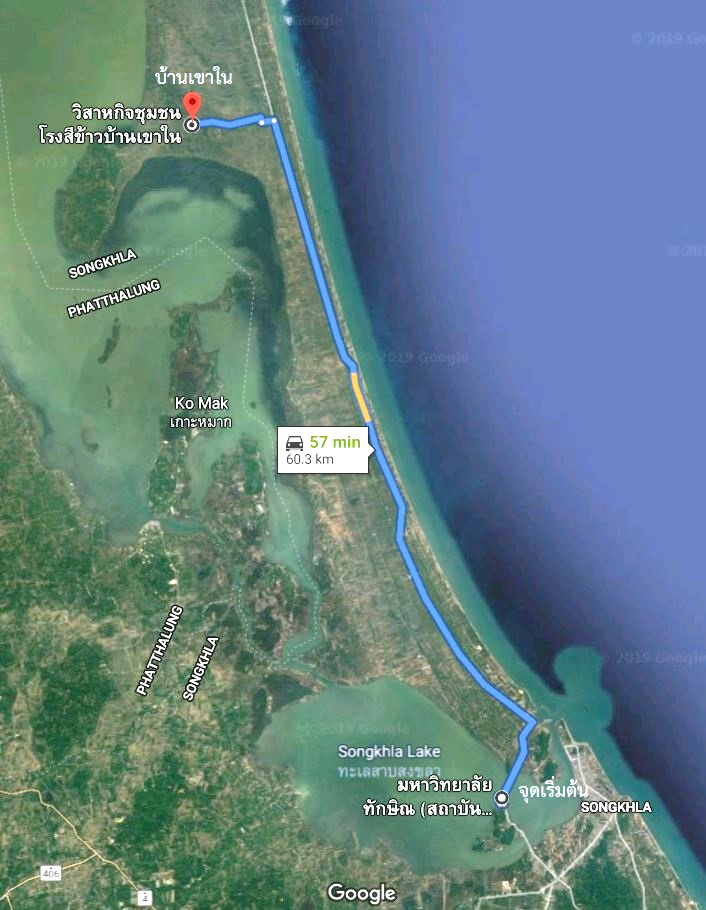 Google
© 2019 Goo
บ้านเขาใน
วิสาหกิจชุมชน
โรงสีข้าวบ้านเขาใน
© 2019 Google
© 201
SONGKHLA
PHATTHALUNG
© 2019 Google
Ko Mak
เกาะหมาก
57 min
60.3 km
PHATTHALUNG
SONGKHLA
2019 Google
© 2019 Google
Songkhla Lake
ทะเลสาบสงขลา
มหาวิทยาลัย
ทักษิณ (สถาบัน...
จุดเริ่มต้น
SONGKHLA
406
4
Google